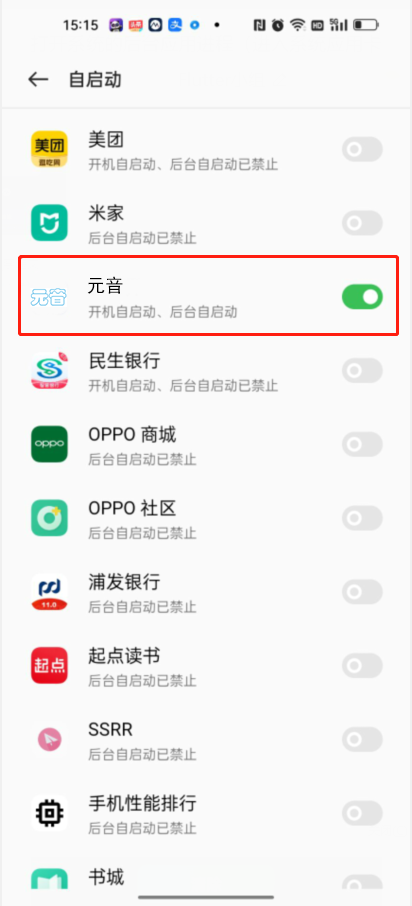 15:15
HD 5G
自启动
美团
美团
开机自启动、后台自启动已禁止
米家
后台自启动已禁止
元音
元音
开机自启动、后台自启动
民生银行
开机自启动、后台自启动已禁止
OPPO 商城
oppo
后台自启动已禁止
OPPO 社区
后台自启动已禁止
浦发银行
11.0
后台自启动已禁止
起点读书
起点
后台自启动已禁止
SSRR
后台自启动已禁止
手机性能排行
后台自启动已禁止
书城